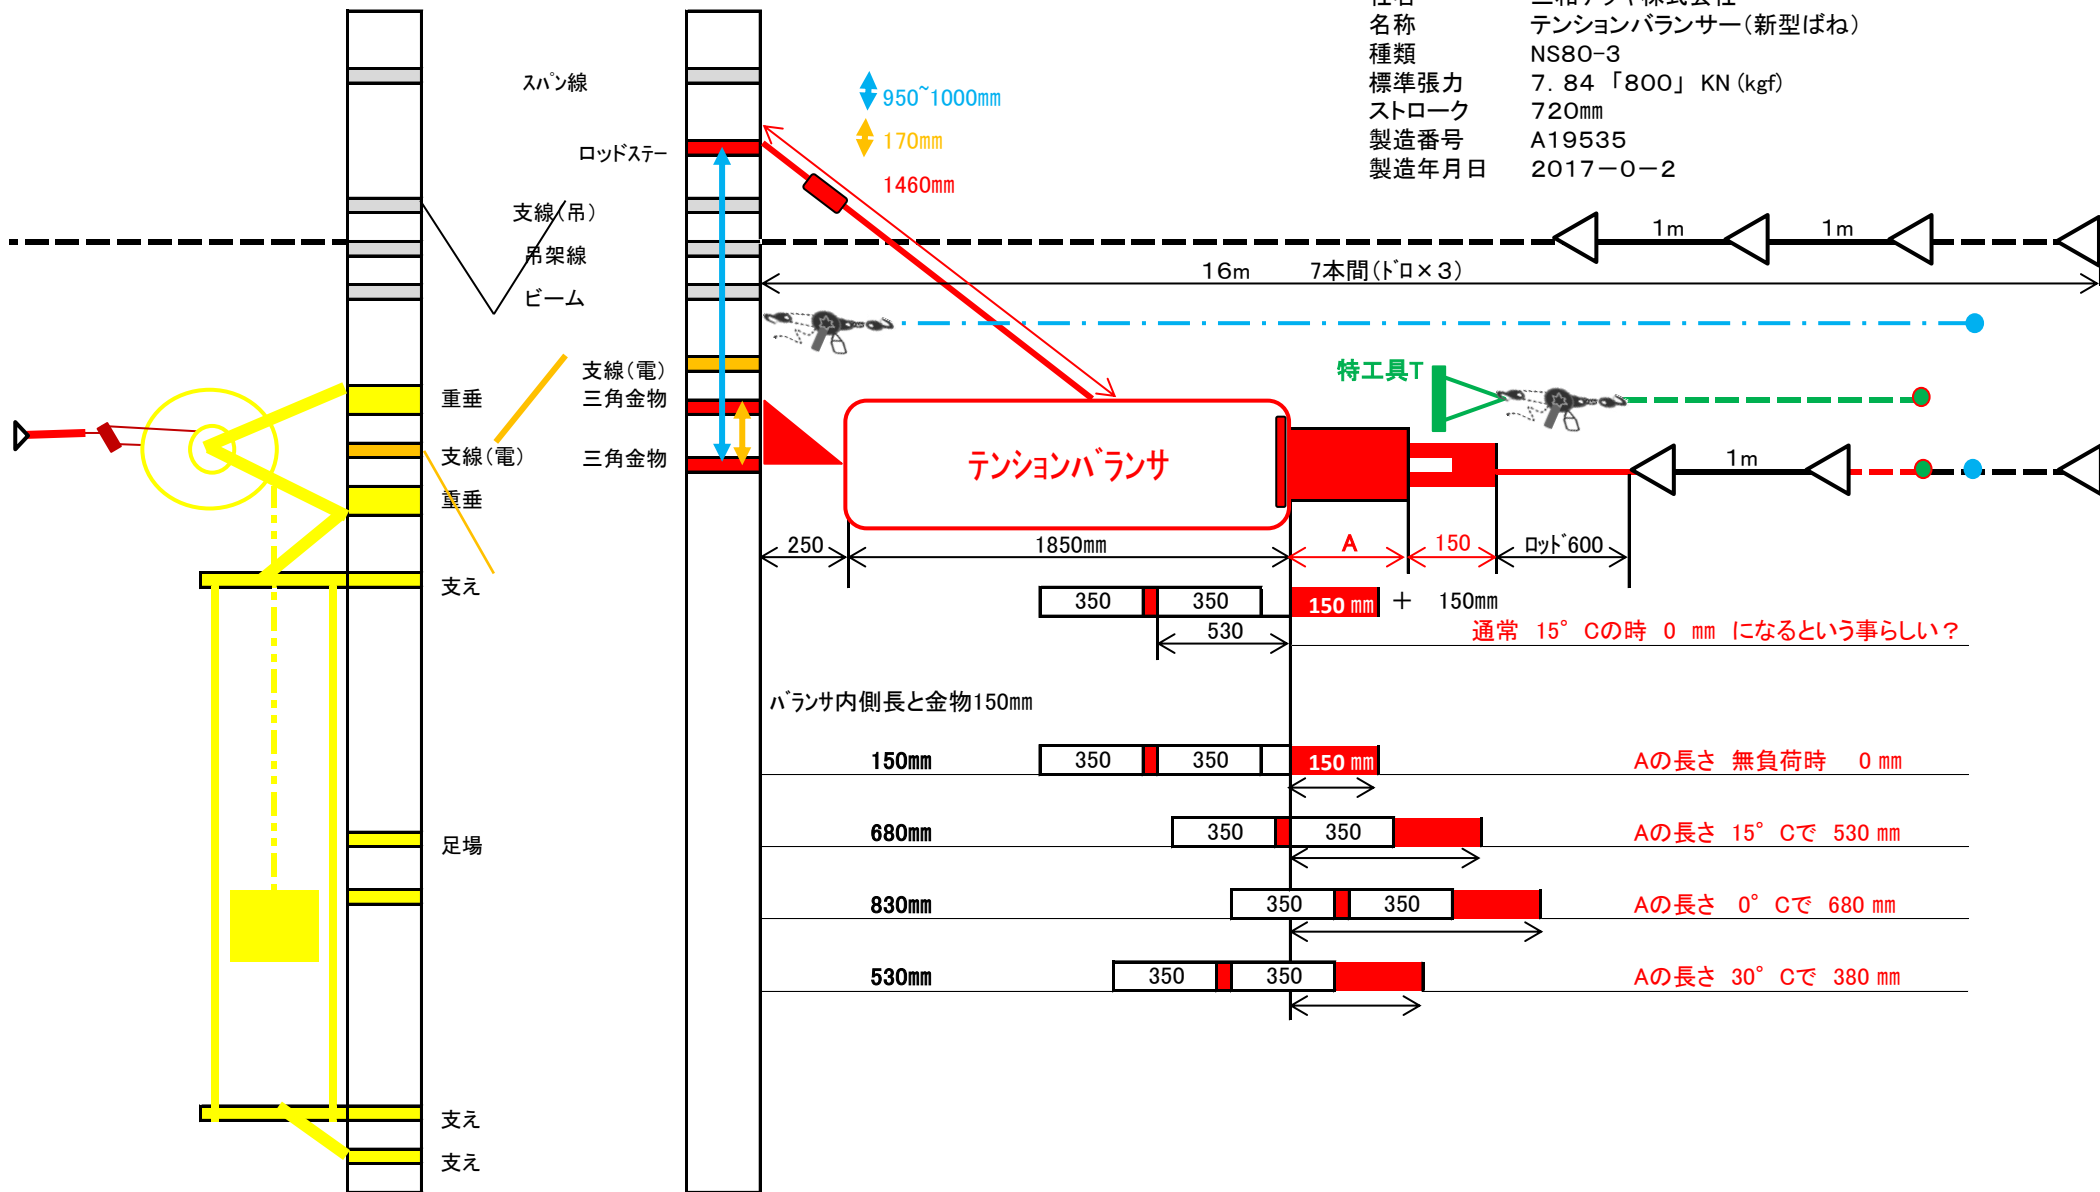 名称 テンションバランサー(新型ばね)
種類 NS80-3
標準張力 7.84 「800」 KN (kgf)
ストローク 720mm
製造番号 A19535
製造年月日 2017-0-2
スパン線
950~1000mm
170mm
1460mm
ロッドステー
支線(吊)
吊架線
ビーム
1m 1m
16m 7本間(ドロ×3)
支線(電)
三角金物
三角金物
特工具T
重垂
支線(電)
重垂
テンションバランサ
1m
250 1850mm A 150 ロッド600
支え
350 350 150 mm + 150mm
530
通常 15°Cの時 0 mm になるという事らしい?
バランサ内側長と金物150mm
150mm 350 350 150 mm Aの長さ 無負荷時 0 mm
680mm 350 350 Aの長さ 15°Cで 530 mm
足場
830mm 350 350 Aの長さ 0°Cで 680 mm
530mm 350 350 Aの長さ 30°Cで 380 mm
支え
支え